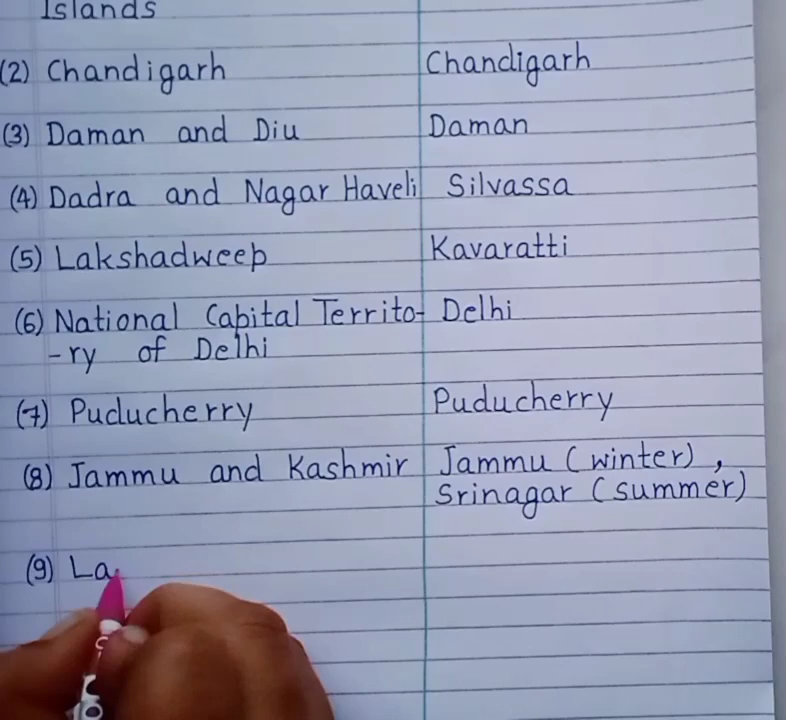 Islands
(2) Chandigarh Chandigarh
(3) Daman and Diu Daman
(4) Dadra and Nagar Haveli Silvassa
(5) Lakshadweep Kavaratti
(6) National Capital Territo- Delhi
-ry of Delhi
(7) Puducherry Puducherry
(8) Jammu and Kashmir Jammu (winter),
Srinagar (summer)
(9) La